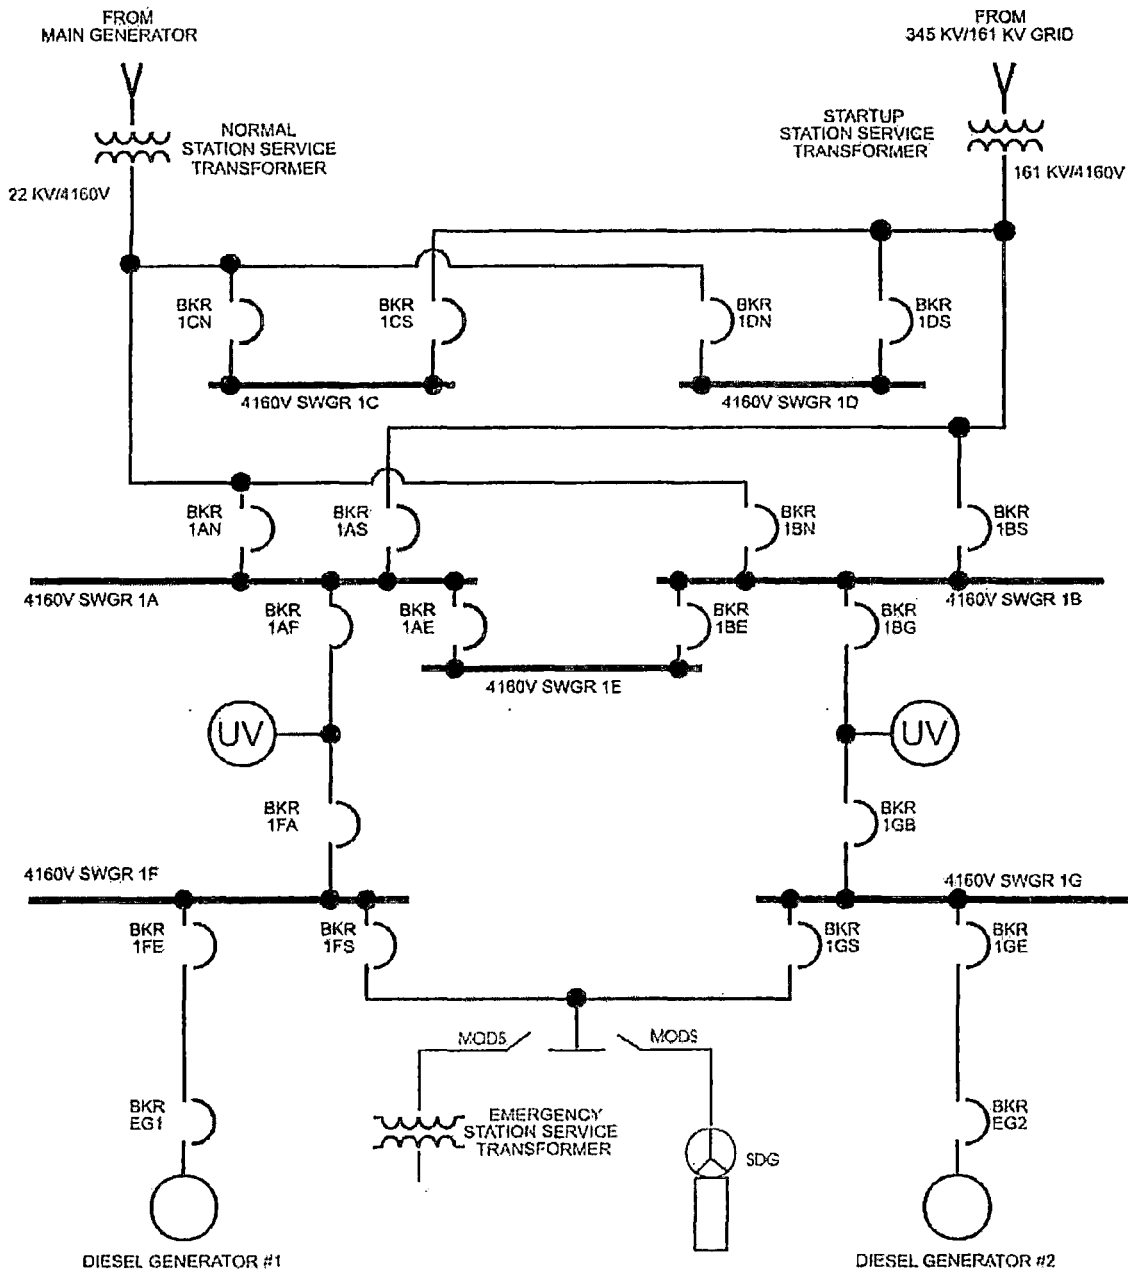 FROM
MAIN GENERATOR
FROM
345 KV/161 KV GRID
NORMAL
STATION SERVICE
TRANSFORMER
STARTUP
STATION SERVICE
TRANSFORMER
22 KV/4160V
161 KV/4160V
BKR
1CN
BKR
1CS
BKR
1DN
BKR
1DS
4160V SWGR 1C
4160V SWGR 1D
BKR
1AN
BKR
1AS
BKR
1BN
BKR
1BS
4160V SWGR 1A
4160V SWGR 1B
BKR
1AF
BKR
1AE
BKR
1BE
BKR
1BG
4160V SWGR 1E
UV
UV
BKR
1FA
BKR
1GB
4160V SWGR 1F
4160V SWGR 1G
BKR
1FE
BKR
1FS
BKR
1GS
BKR
1GE
MODS
MODS
BKR
EG1
EMERGENCY
STATION SERVICE
TRANSFORMER
SDG
BKR
EG2
DIESEL GENERATOR #1
DIESEL GENERATOR #2